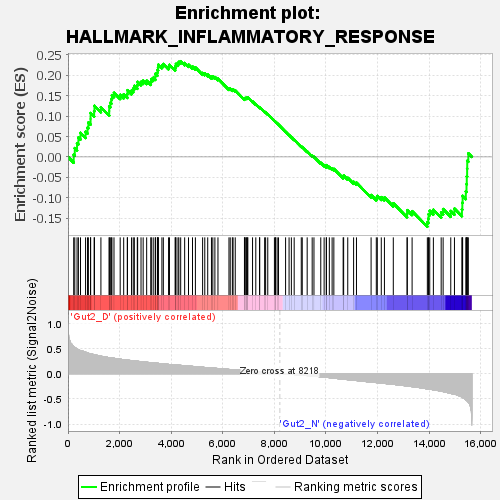 Enrichment plot:
HALLMARK_INFLAMMATORY_RESPONSE
Enrichment score (ES)
0.25
0.20
0.15
0.10
0.05
0.00
-0.05
-0.10
-0.15
'Gut2_D' (positively correlated)
Ranked list metric (Signal2Noise)
1.0
0.5
0.0
-0.5
-1.0
Zero cross at 8218
'Gut2_N' (negatively correlated)
0
2,000
4,000
6,000
8,000
10,000
12,000
14,000
16,000
Rank in Ordered Dataset
Enrichment profile
Hits
Ranking metric scores